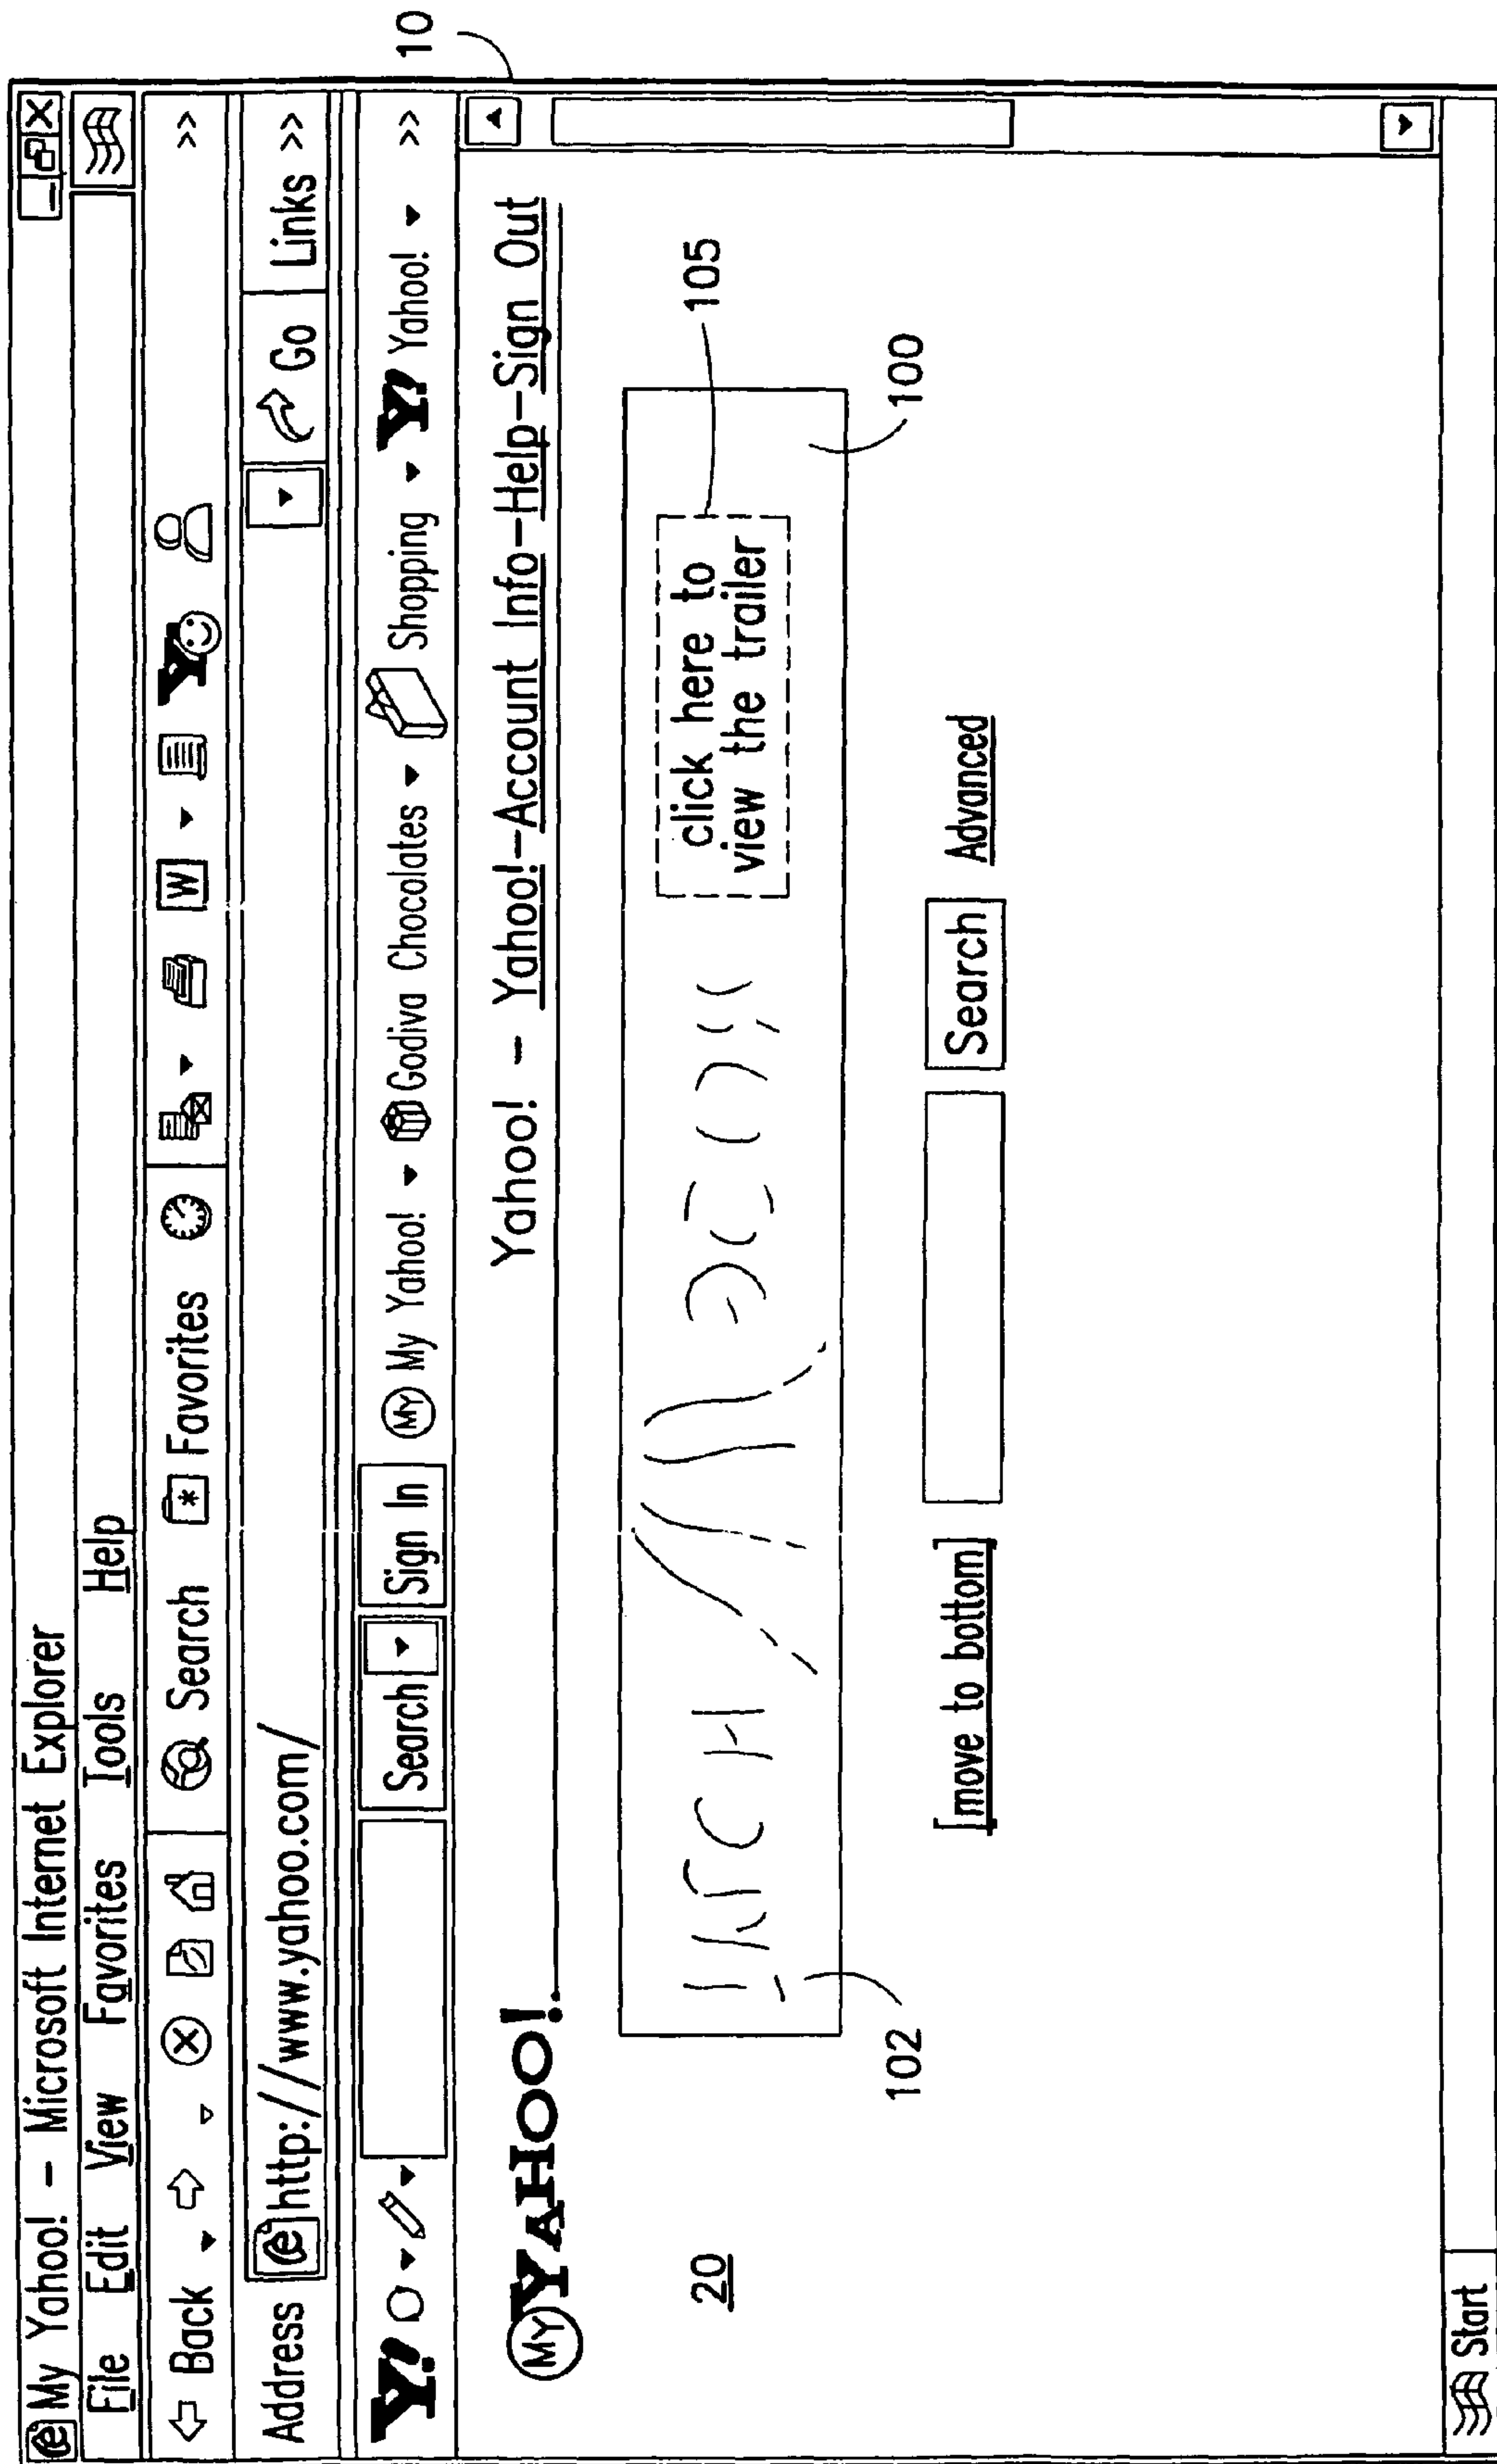 My Yahoo! - Microsoft Internet Explorer
File Edit View Favorites Tools Help
Back Search Favorites W Y >>
Address http://www.yahoo.com/ Go Links >>
Y! Search Sign In MY My Yahoo! Godiva Chocolates Shopping Y! Yahoo! >>
10
MY YAHOO! Yahoo! - Yahoo!-Account Info-Help-Sign Out
20
click here to
view the trailer
105
102
100
[move to bottom] Search Advanced
Start